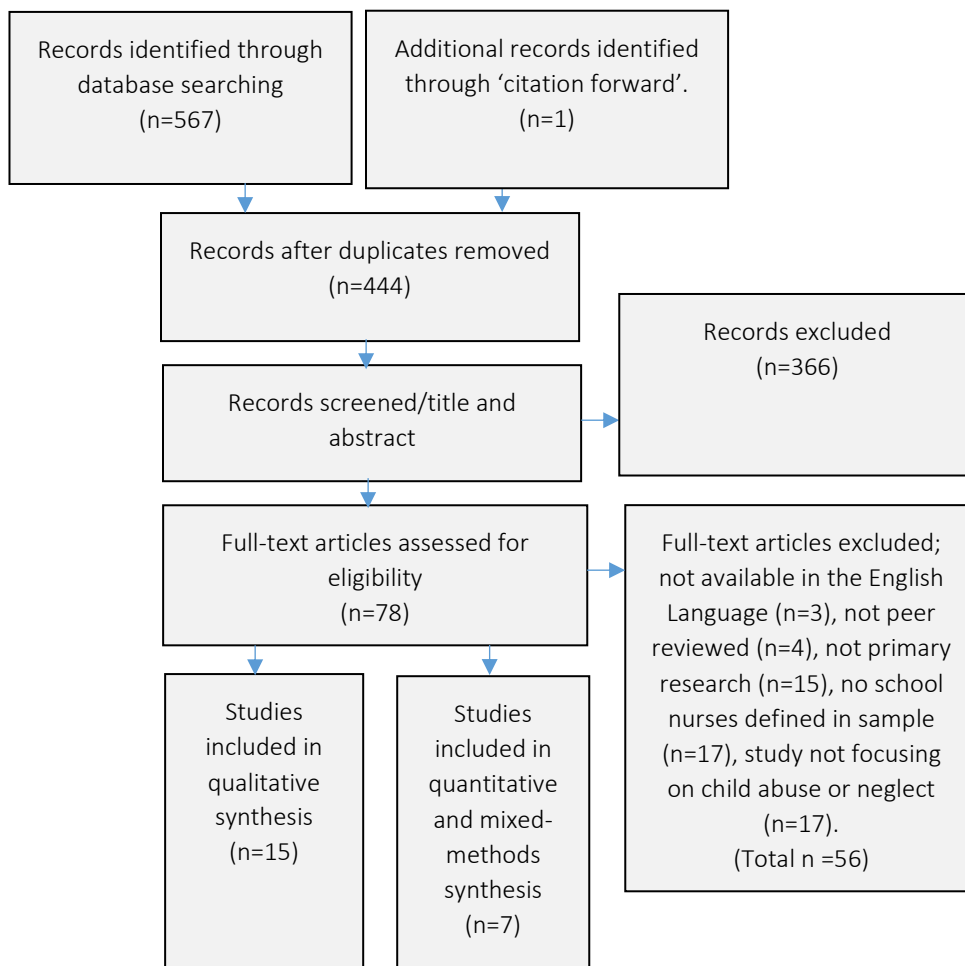 Records identified through
database searching
(n=567)
Additional records identified
through ‘citation forward’.
(n=1)
Records after duplicates removed
(n=444)
Records excluded
(n=366)
Records screened/title and
abstract
Full-text articles assessed for
eligibility
(n=78)
Full-text articles excluded;
not available in the English
Language (n=3), not peer
reviewed (n=4), not primary
research (n=15), no school
nurses defined in sample
(n=17), study not focusing
on child abuse or neglect
(n=17).
(Total n =56)
Studies
included in
qualitative
synthesis
(n=15)
Studies
included in
quantitative
and mixed-
methods
synthesis
(n=7)